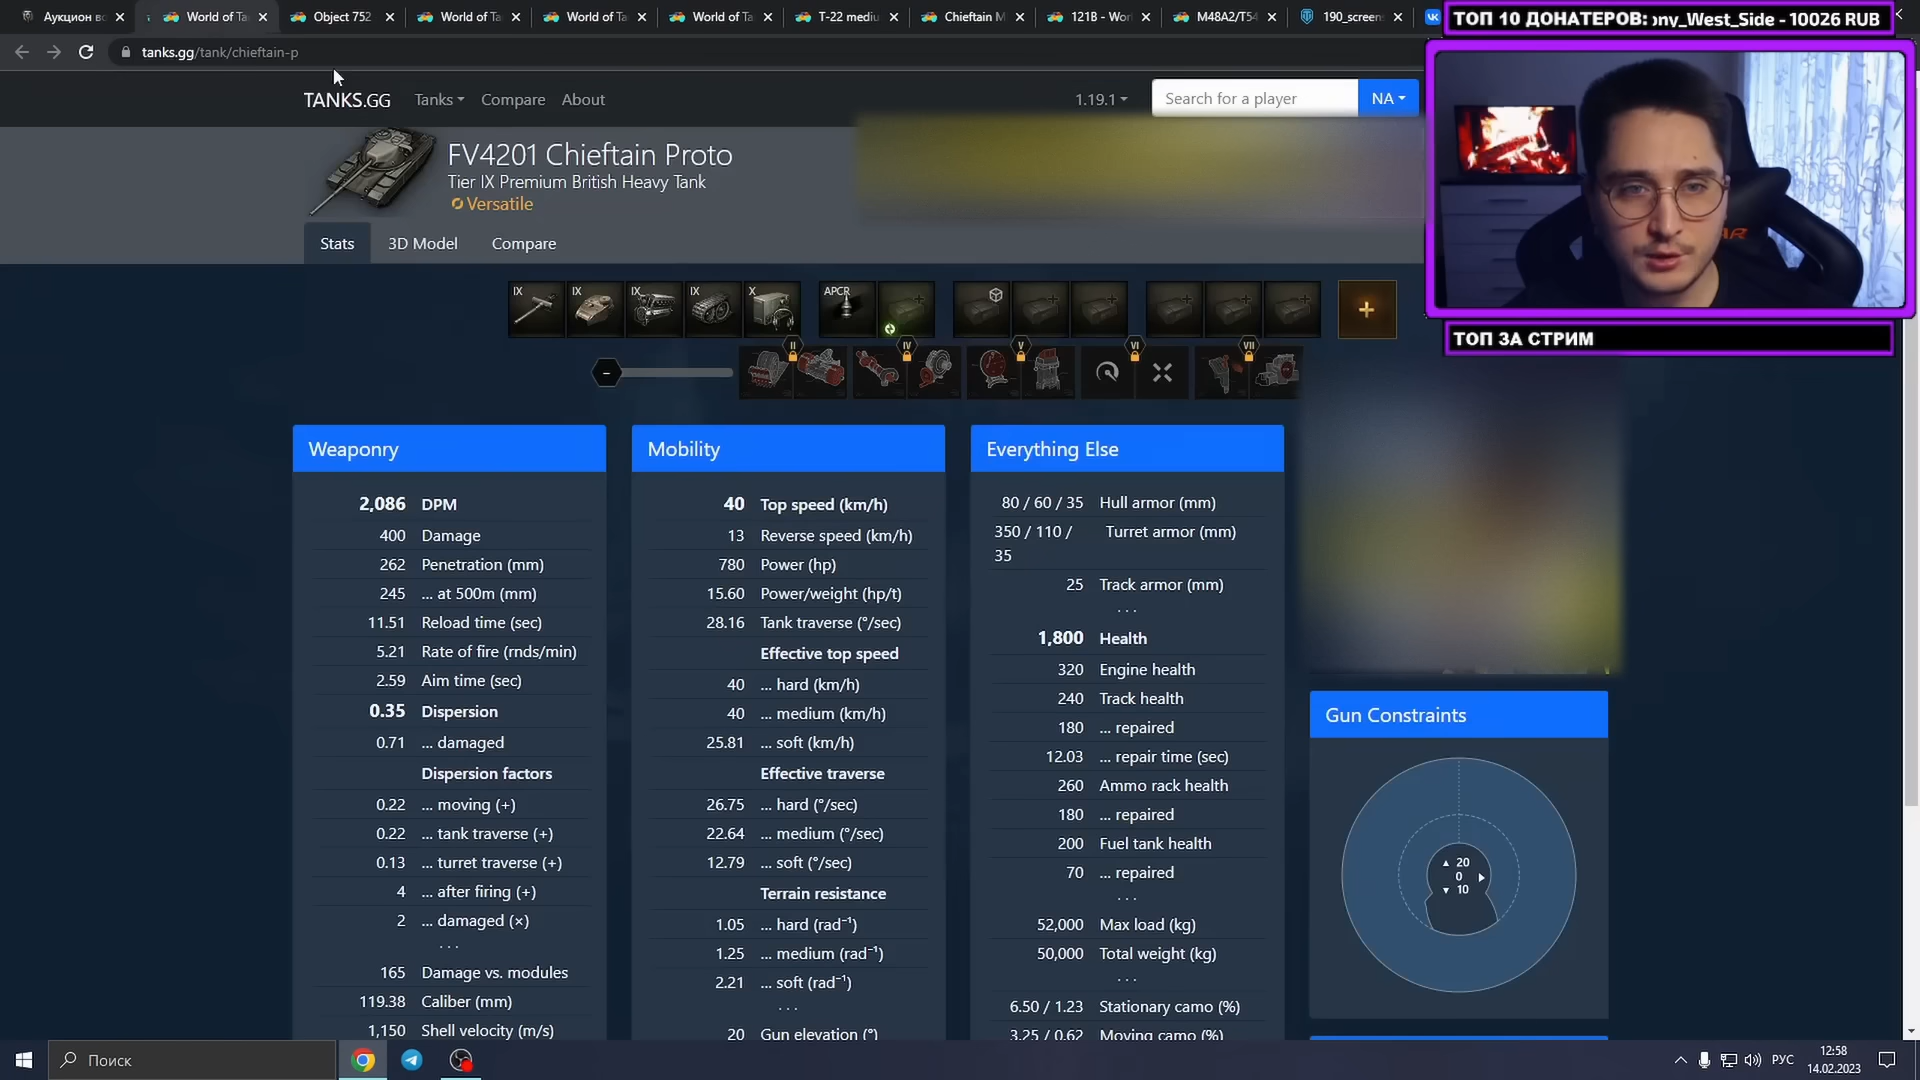 Аукцион вс
World of Ta
Object 752
World of Ta
World of Ta
World of Ta
T-22 mediu
Chieftain M
121B - Worl
M48A2/T54
190_screens
ТОП 10 ДОНАТЕРОВ: ony_West_Side - 10026 RUB
tanks.gg/tank/chieftain-p
TANKS.GG
Tanks
Compare
About
1.19.1
Search for a player
NA
FV4201 Chieftain Proto
Tier IX Premium British Heavy Tank
Versatile
Stats
3D Model
Compare
IX
IX
IX
IX
X
APCR
II
IV
V
VI
VII
ТОП ЗА СТРИМ
Weaponry
2,086 DPM
400 Damage
262 Penetration (mm)
245 ... at 500m (mm)
11.51 Reload time (sec)
5.21 Rate of fire (rnds/min)
2.59 Aim time (sec)
0.35 Dispersion
0.71 ... damaged
Dispersion factors
0.22 ... moving (+)
0.22 ... tank traverse (+)
0.13 ... turret traverse (+)
4 ... after firing (+)
2 ... damaged (×)
...
165 Damage vs. modules
119.38 Caliber (mm)
1,150 Shell velocity (m/s)
Mobility
40 Top speed (km/h)
13 Reverse speed (km/h)
780 Power (hp)
15.60 Power/weight (hp/t)
28.16 Tank traverse (°/sec)
Effective top speed
40 ... hard (km/h)
40 ... medium (km/h)
25.81 ... soft (km/h)
Effective traverse
26.75 ... hard (°/sec)
22.64 ... medium (°/sec)
12.79 ... soft (°/sec)
Terrain resistance
1.05 ... hard (rad⁻¹)
1.25 ... medium (rad⁻¹)
2.21 ... soft (rad⁻¹)
...
20 Gun elevation (°)
Everything Else
80 / 60 / 35 Hull armor (mm)
350 / 110 / Turret armor (mm)
35
25 Track armor (mm)
...
1,800 Health
320 Engine health
240 Track health
180 ... repaired
12.03 ... repair time (sec)
260 Ammo rack health
180 ... repaired
200 Fuel tank health
70 ... repaired
...
52,000 Max load (kg)
50,000 Total weight (kg)
...
6.50 / 1.23 Stationary camo (%)
3.25 / 0.62 Moving camo (%)
Gun Constraints
20
0
10
Поиск
РУС
12:58
14.02.2023